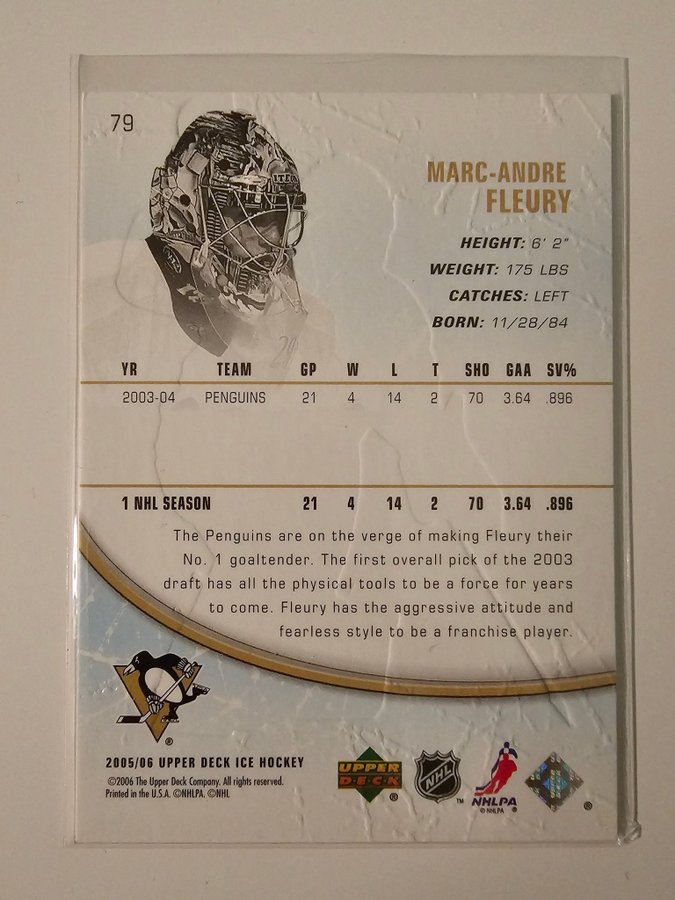 79
MARC-ANDRE
FLEURY
HEIGHT: 6' 2"
WEIGHT: 175 LBS
CATCHES: LEFT
BORN: 11/28/84
YR TEAM GP W L T SHO GAA SV%
2003-04 PENGUINS 21 4 14 2 70 3.64 .896
1 NHL SEASON 21 4 14 2 70 3.64 .896
The Penguins are on the verge of making Fleury their
No. 1 goaltender. The first overall pick of the 2003
draft has all the physical tools to be a force for years
to come. Fleury has the aggressive attitude and
fearless style to be a franchise player.
2005/06 UPPER DECK ICE HOCKEY
©2006 The Upper Deck Company. All rights reserved.
Printed in the U.S.A. ©NHLPA. ©NHL
UPPER
DECK
®
NHL
™
NHLPA
© NHLPA
®
®
®